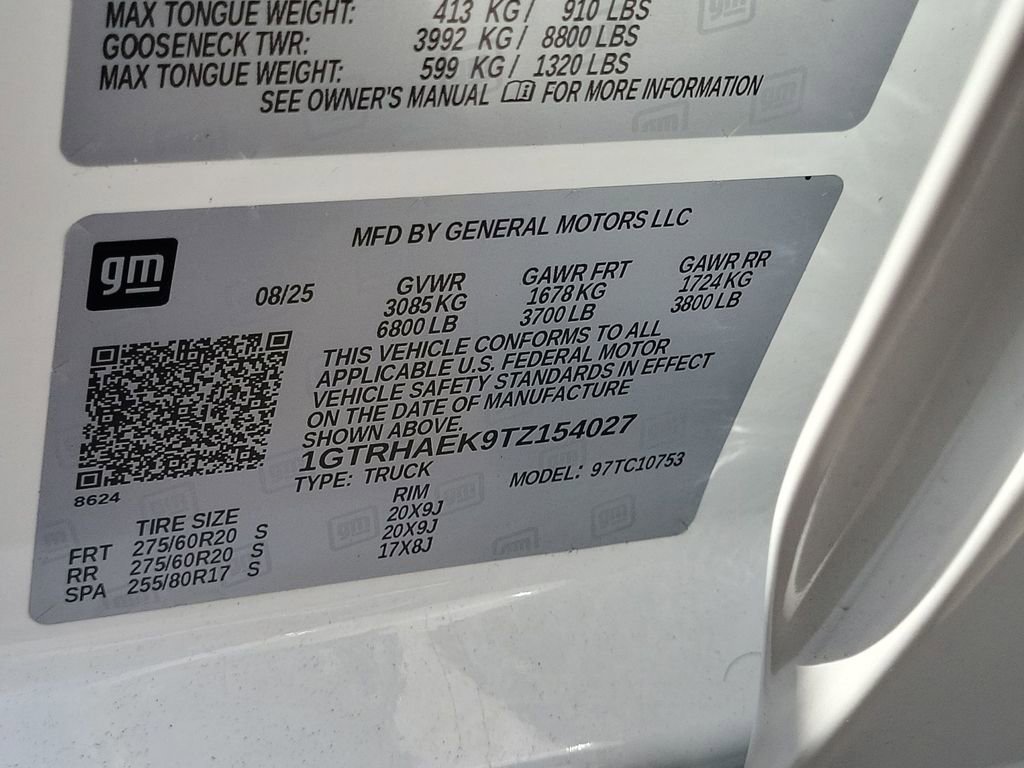 MAX TONGUE WEIGHT: 413 KG/ 910 LBS
GOOSENECK TWR: 3992 KG/ 8800 LBS
MAX TONGUE WEIGHT: 599 KG/ 1320 LBS
SEE OWNER'S MANUAL FOR MORE INFORMATION
gm
MFD BY GENERAL MOTORS LLC
08/25 GVWR GAWR FRT GAWR RR
3085 KG 1678 KG 1724 KG
6800 LB 3700 LB 3800 LB
THIS VEHICLE CONFORMS TO ALL
APPLICABLE U.S. FEDERAL MOTOR
VEHICLE SAFETY STANDARDS IN EFFECT
ON THE DATE OF MANUFACTURE
SHOWN ABOVE.
1GTRHAEK9TZ154027
TYPE: TRUCK MODEL: 97TC10753
8624
TIRE SIZE RIM
FRT 275/60R20 S 20X9J
RR 275/60R20 S 20X9J
SPA 255/80R17 S 17X8J